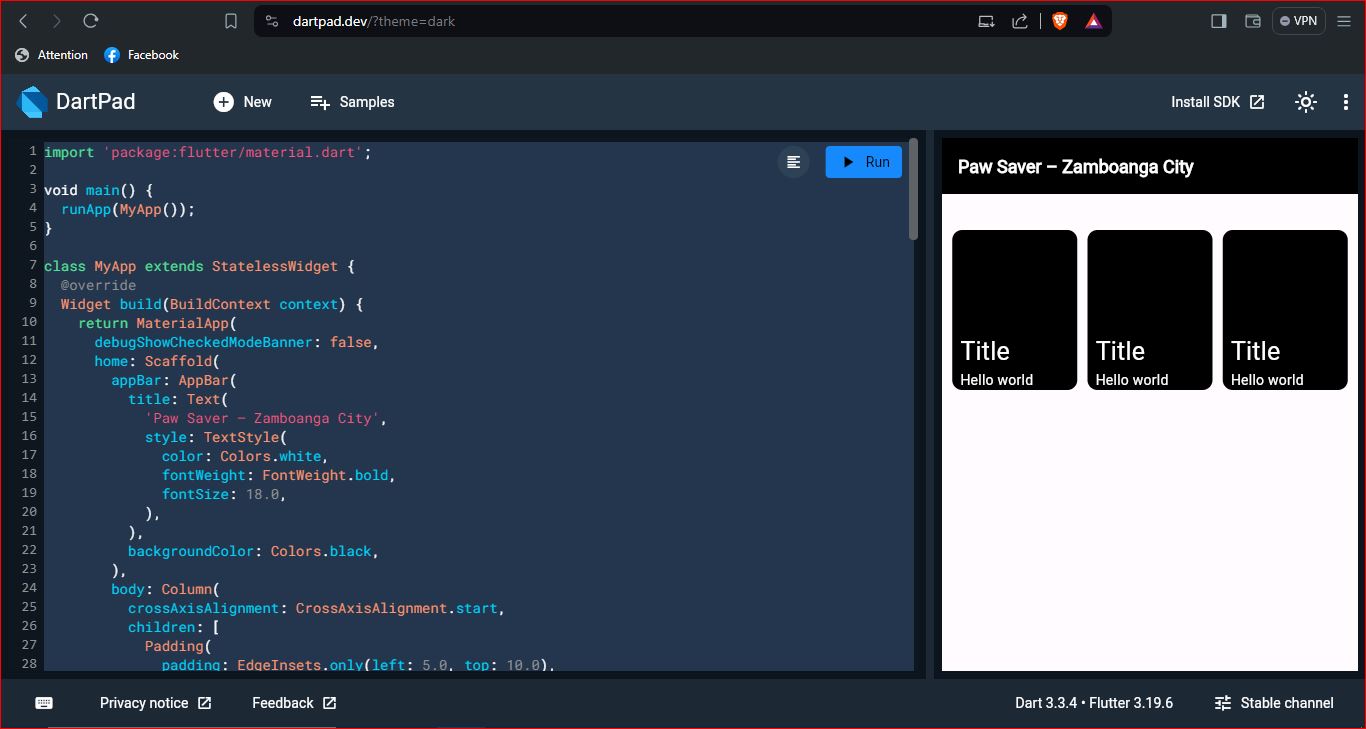 dartpad.dev/?theme=dark
VPN
Attention
Facebook
DartPad
New
Samples
Install SDK
1 import 'package:flutter/material.dart';
2
3 void main() {
4   runApp(MyApp());
5 }
6
7 class MyApp extends StatelessWidget {
8   @override
9   Widget build(BuildContext context) {
10     return MaterialApp(
11       debugShowCheckedModeBanner: false,
12       home: Scaffold(
13         appBar: AppBar(
14           title: Text(
15             'Paw Saver – Zamboanga City',
16             style: TextStyle(
17               color: Colors.white,
18               fontWeight: FontWeight.bold,
19               fontSize: 18.0,
20             ),
21           ),
22           backgroundColor: Colors.black,
23         ),
24         body: Column(
25           crossAxisAlignment: CrossAxisAlignment.start,
26           children: [
27             Padding(
28               padding: EdgeInsets.only(left: 5.0, top: 10.0),
Run
Paw Saver – Zamboanga City
Title
Hello world
Title
Hello world
Title
Hello world
Privacy notice
Feedback
Dart 3.3.4 • Flutter 3.19.6
Stable channel